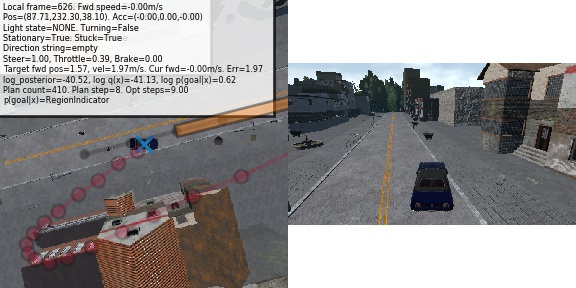 Local frame=626. Fwd speed=-0.00m/s
Pos=(87.71,232.30,38.10). Acc=(-0.00,0.00,-0.00)
Light state=NONE. Turning=False
Stationary=True. Stuck=True
Direction string=empty
Steer=1.00, Throttle=0.39, Brake=0.00
Target fwd pos=1.57, vel=1.97m/s. Cur fwd=-0.00m/s. Err=1.97
log_posterior=-40.52, log q(x)=-41.13, log p(goal|x)=0.62
Plan count=410. Plan step=8. Opt steps=9.00
p(goal|x)=RegionIndicator